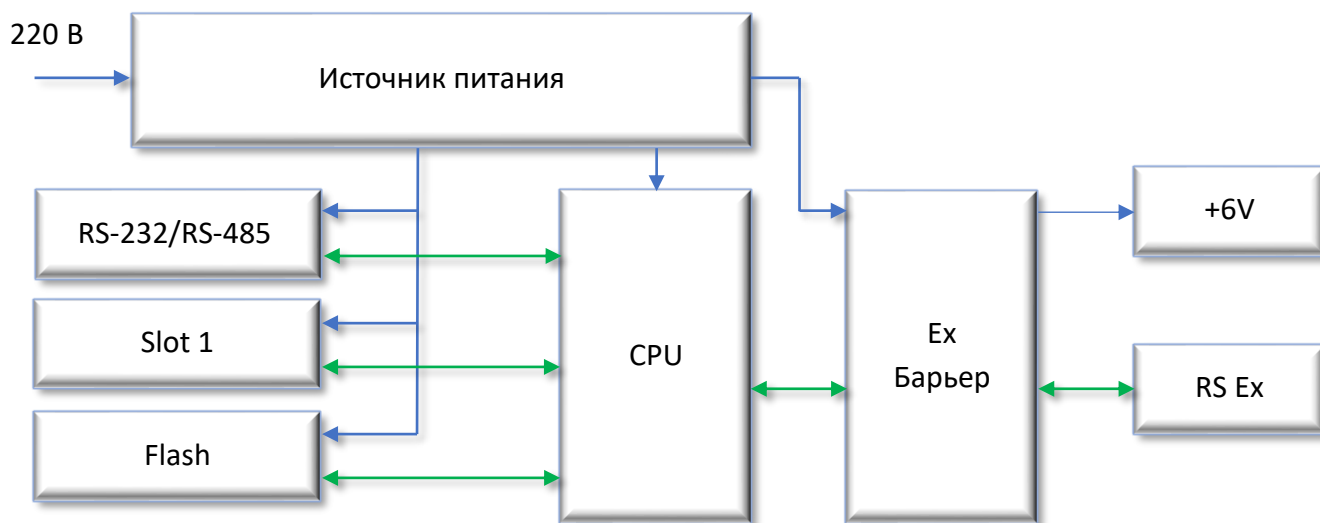 220 В
Источник питания
RS-232/RS-485
+6V
Slot 1
CPU
Ex
Барьер
RS Ex
Flash